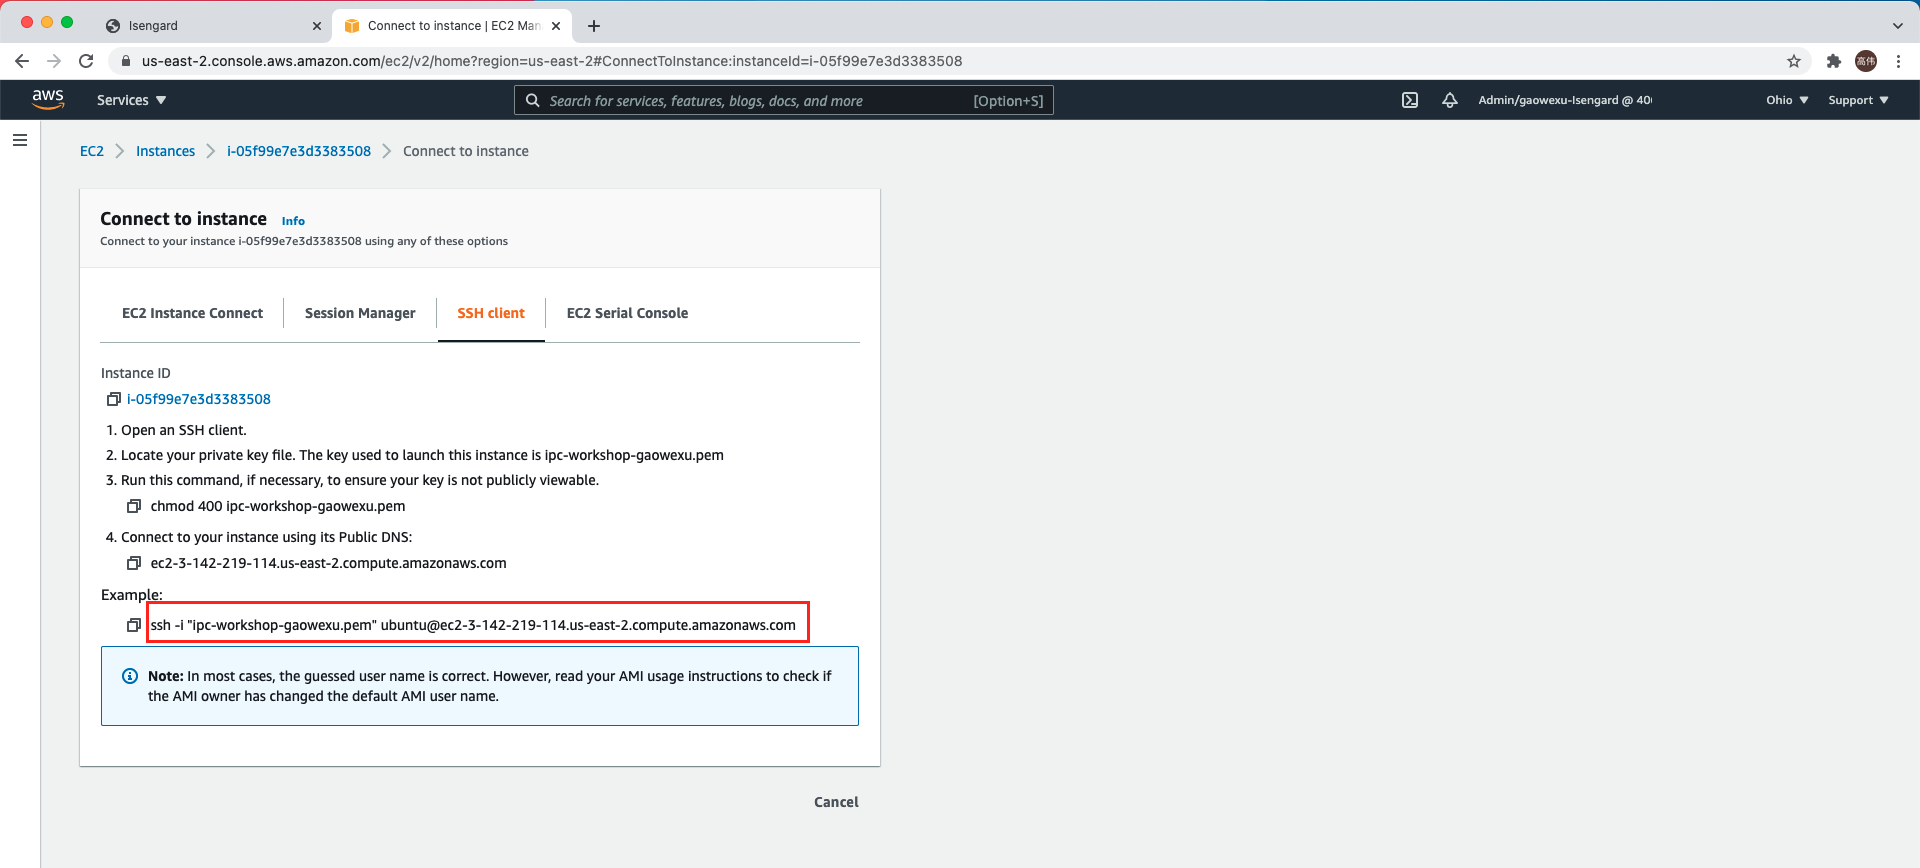 Isengard
Connect to instance | EC2 Man
us-east-2.console.aws.amazon.com/ec2/v2/home?region=us-east-2#ConnectToInstance:instanceId=i-05f99e7e3d3383508
高伟
aws
Services
Search for services, features, blogs, docs, and more
[Option+S]
Admin/gaowexu-Isengard @ 40
Ohio
Support
EC2
Instances
i-05f99e7e3d3383508
Connect to instance
Connect to instance
Info
Connect to your instance i-05f99e7e3d3383508 using any of these options
EC2 Instance Connect
Session Manager
SSH client
EC2 Serial Console
Instance ID
i-05f99e7e3d3383508
1. Open an SSH client.
2. Locate your private key file. The key used to launch this instance is ipc-workshop-gaowexu.pem
3. Run this command, if necessary, to ensure your key is not publicly viewable.
chmod 400 ipc-workshop-gaowexu.pem
4. Connect to your instance using its Public DNS:
ec2-3-142-219-114.us-east-2.compute.amazonaws.com
Example:
ssh -i "ipc-workshop-gaowexu.pem" ubuntu@ec2-3-142-219-114.us-east-2.compute.amazonaws.com
Note: In most cases, the guessed user name is correct. However, read your AMI usage instructions to check if
the AMI owner has changed the default AMI user name.
Cancel